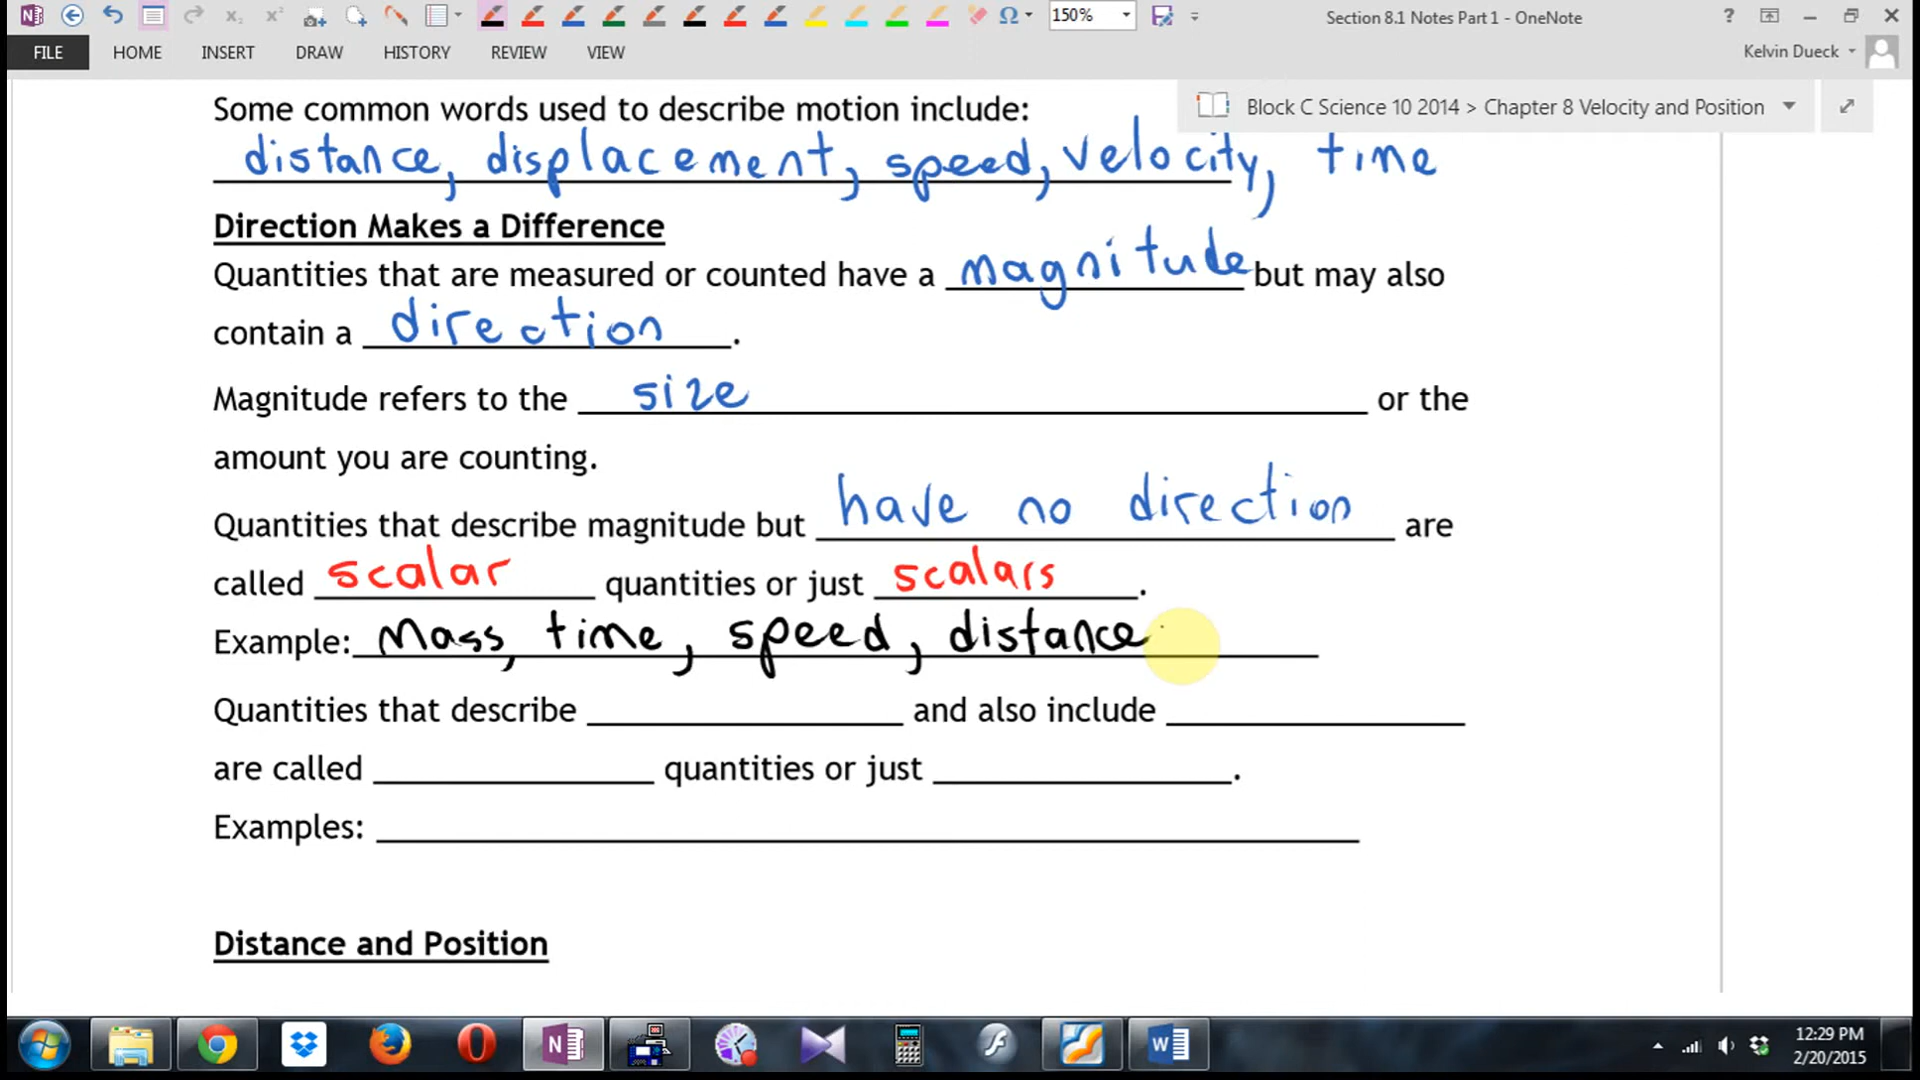 150%
Section 8.1 Notes Part 1 - OneNote
FILE HOME INSERT DRAW HISTORY REVIEW VIEW
Kelvin Dueck
Block C Science 10 2014 > Chapter 8 Velocity and Position
Some common words used to describe motion include:
distance, displacement, speed, velocity, time
Direction Makes a Difference
Quantities that are measured or counted have a magnitude but may also
contain a direction.
Magnitude refers to the size or the
amount you are counting.
Quantities that describe magnitude but have no direction are
called scalar quantities or just scalars.
Example: Mass, time, speed, distance
Quantities that describe ________ and also include ________
are called ________ quantities or just ________.
Examples: ________
Distance and Position
12:29 PM
2/20/2015